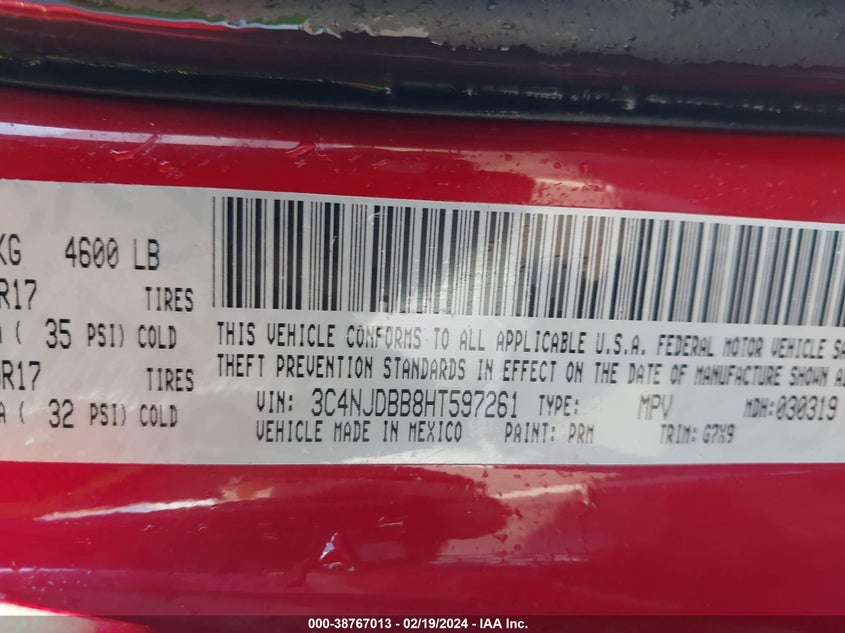 KG 4600 LB
R17 TIRES
( 35 PSI) COLD
R17 TIRES
( 32 PSI) COLD
THIS VEHICLE CONFORMS TO ALL APPLICABLE U.S.A. FEDERAL MOTOR VEHICLE SA
THEFT PREVENTION STANDARDS IN EFFECT ON THE DATE OF MANUFACTURE SHOWN A
VIN: 3C4NJDBB8HT597261 TYPE: MPV MDH: 030319
VEHICLE MADE IN MEXICO PAINT: PRM TRIM: G7X9
000-38767013 - 02/19/2024 - IAA Inc.